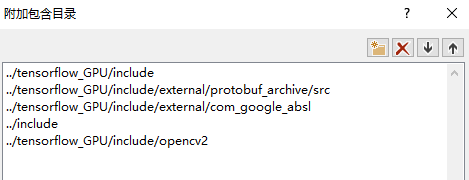 附加包含目录
../tensorflow_GPU/include
../tensorflow_GPU/include/external/protobuf_archive/src
../tensorflow_GPU/include/external/com_google_absl
../include
../tensorflow_GPU/include/opencv2